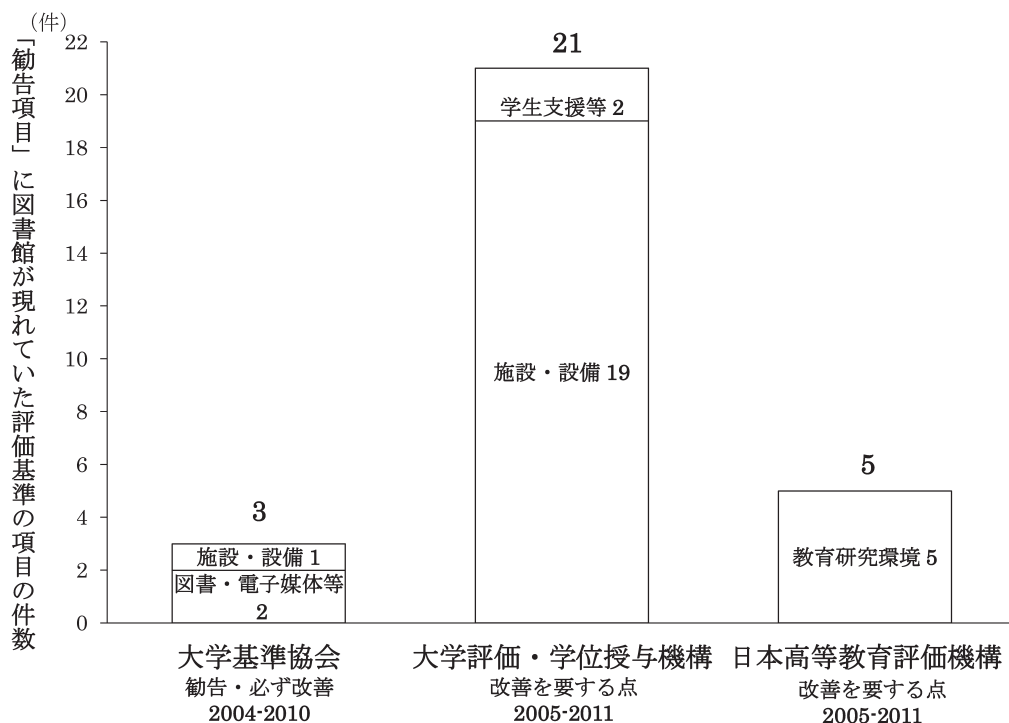 (件)
「勧告項目」に図書館が現れていた評価基準の項目の件数
22
20
18
16
14
12
10
8
6
4
2
0
3
施設・設備 1
図書・電子媒体等
2
21
学生支援等 2
施設・設備 19
5
教育研究環境 5
大学基準協会
勧告・必ず改善
2004-2010
大学評価・学位授与機構
改善を要する点
2005-2011
日本高等教育評価機構
改善を要する点
2005-2011